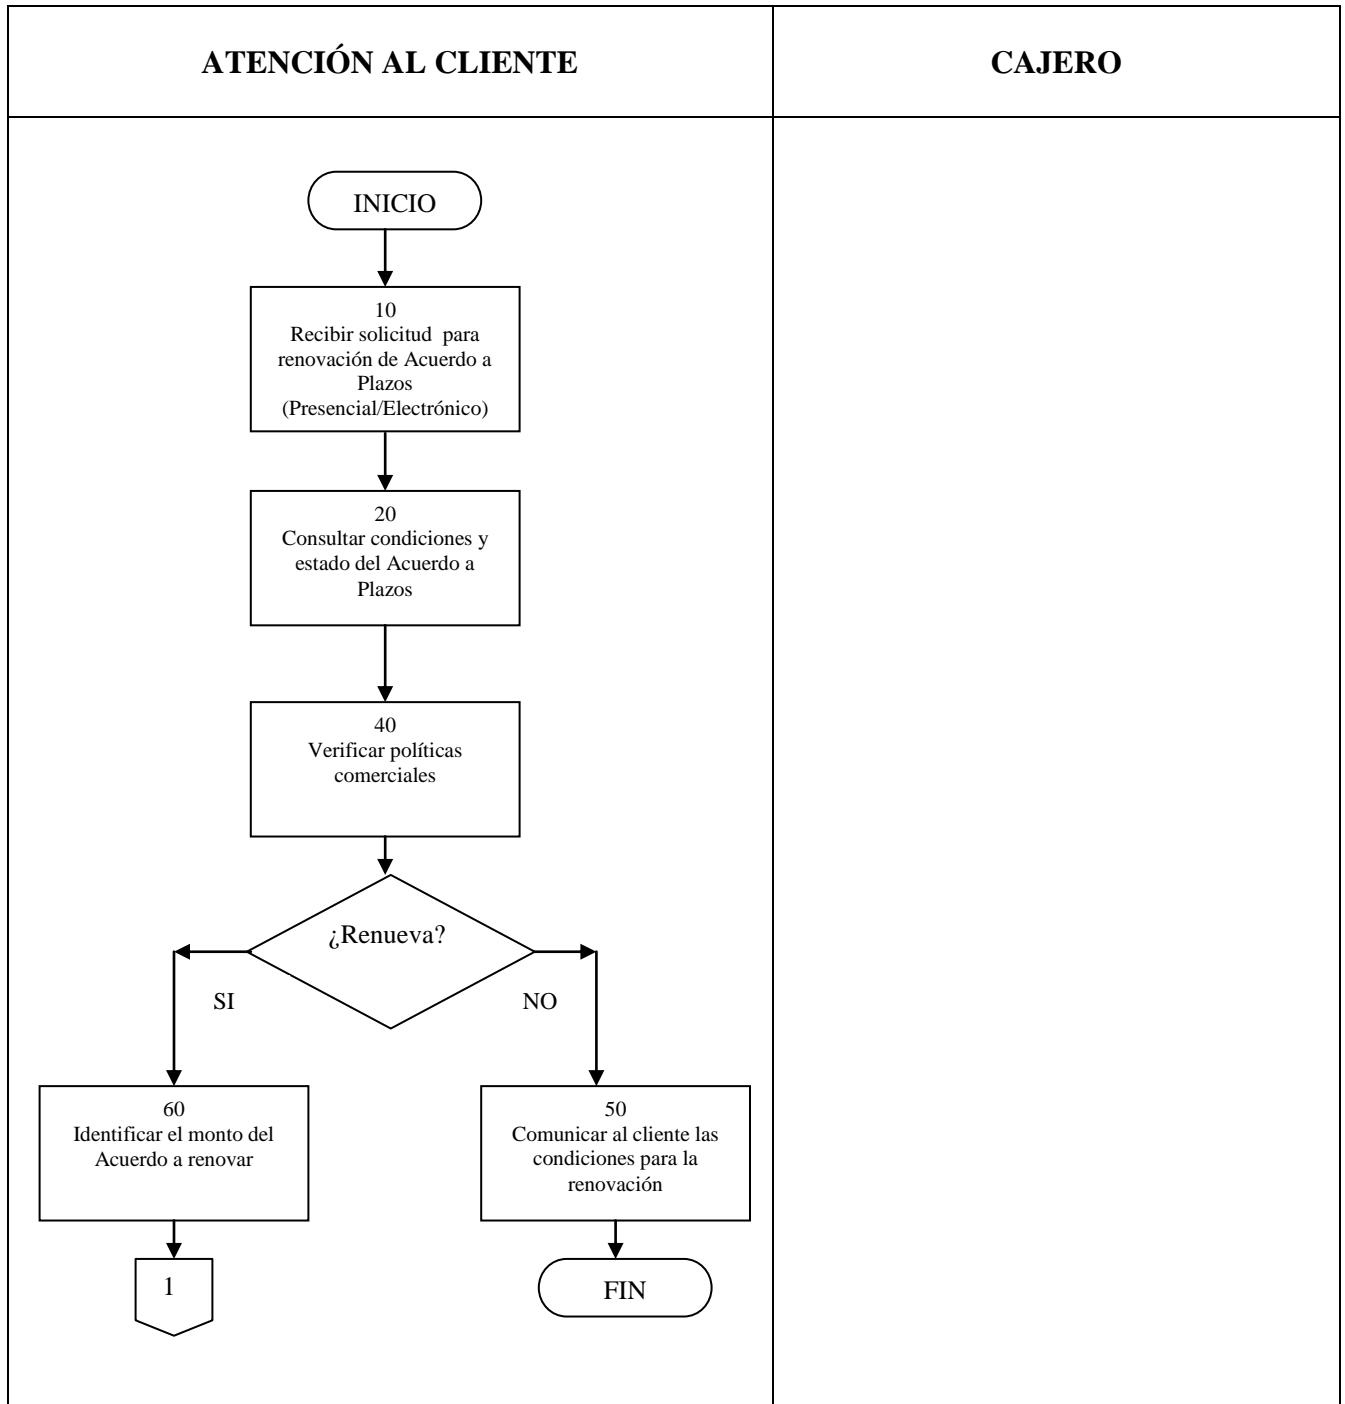 ATENCIÓN AL CLIENTE
CAJERO
INICIO
10
Recibir solicitud  para
renovación de Acuerdo a
Plazos
(Presencial/Electrónico)
20
Consultar condiciones y
estado del Acuerdo a
Plazos
40
Verificar políticas
comerciales
¿Renueva?
SI
NO
60
Identificar el monto del
Acuerdo a renovar
50
Comunicar al cliente las
condiciones para la
renovación
1
FIN